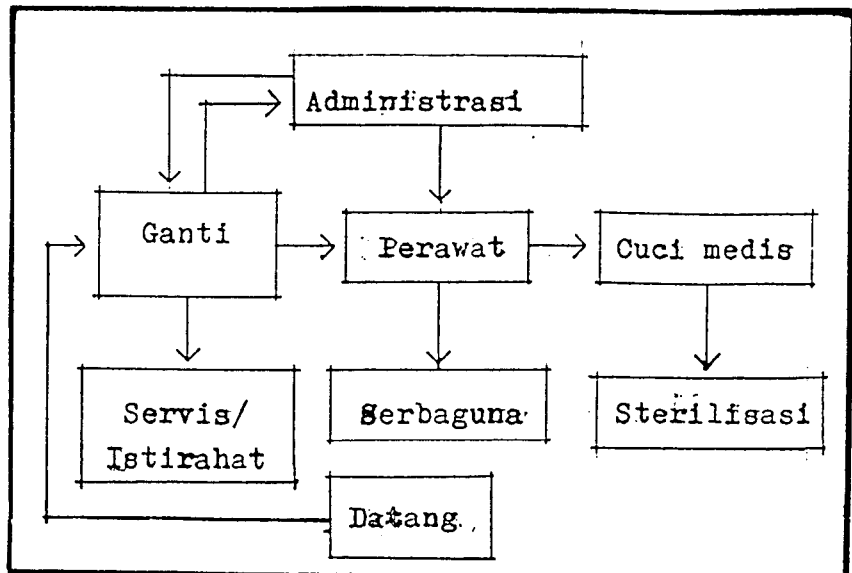 Administrasi
Ganti
Perawat
Cuci medis
Servis/
Istirahat
Serbaguna
Sterilisasi
Datang